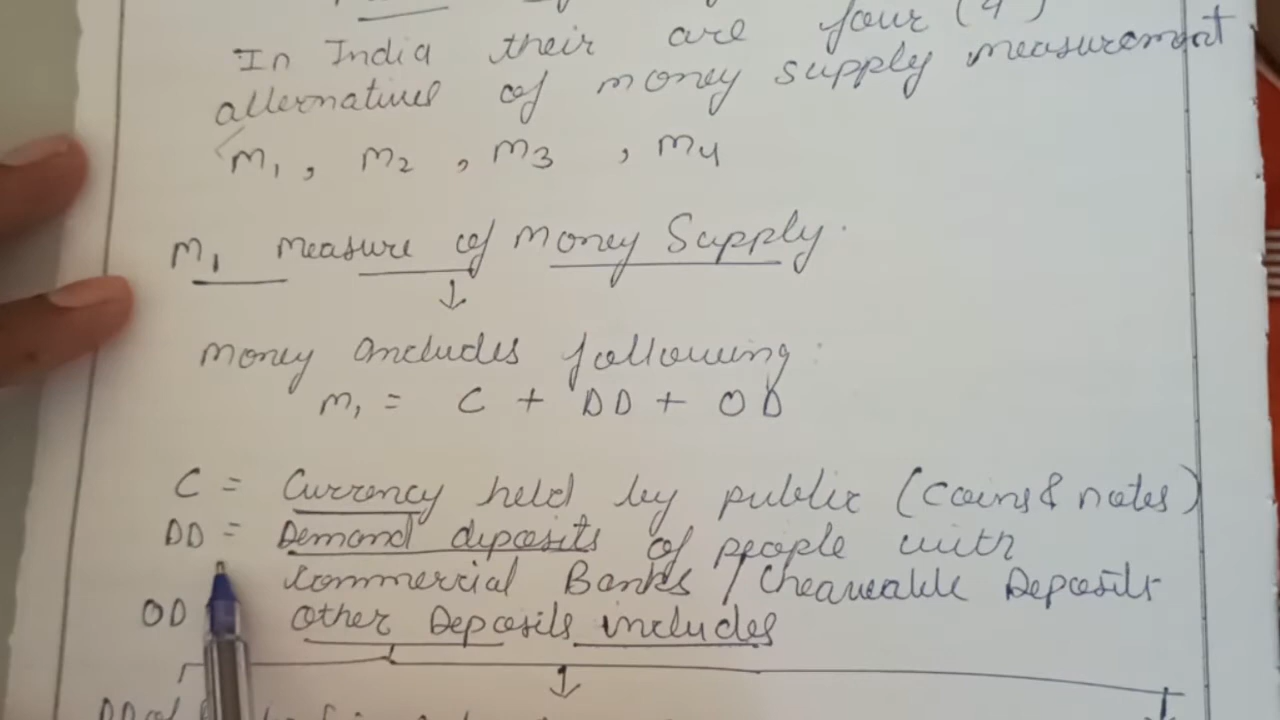 In India their are four (4)
alternatives of money supply measurement
M1, M2, M3, M4
M1 measure of Money Supply.
↓
Money includes following:
M1 = C + DD + OD
C = Currency held by public (Coins & notes)
DD = Demand deposits of people with
Commercial Banks / Cheaueable Deposits
OD Other Deposits includes
↓